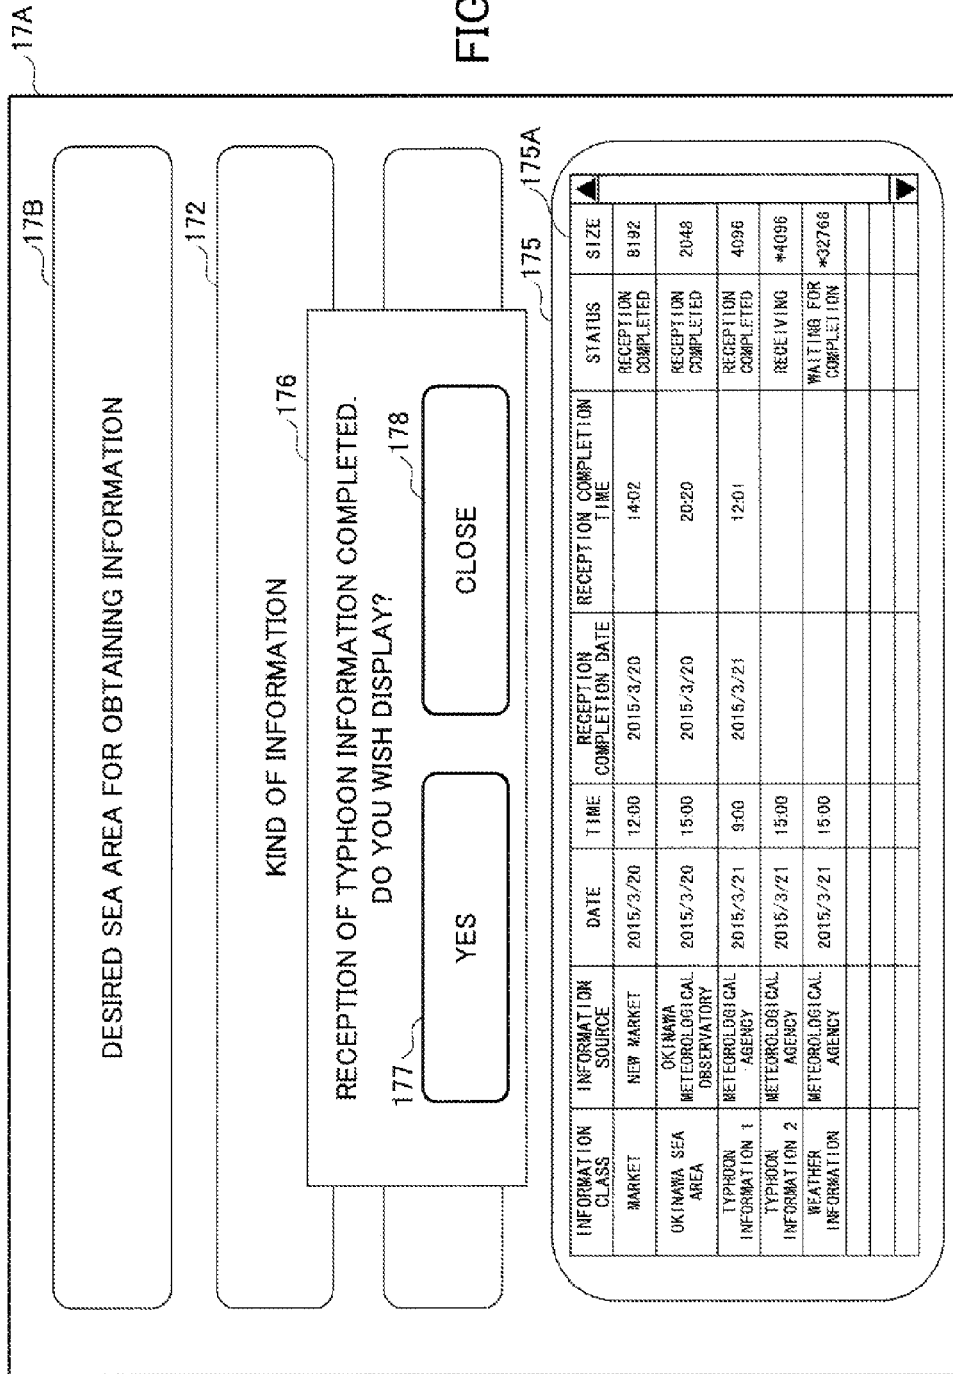 FIG
17A
17B
DESIRED SEA AREA FOR OBTAINING INFORMATION
172
KIND OF INFORMATION
176
RECEPTION OF TYPHOON INFORMATION COMPLETED.
DO YOU WISH DISPLAY?
177
YES
178
CLOSE
175
175A
INFORMATION CLASS
INFORMATION SOURCE
DATE
TIME
RECEPTION COMPLETION DATE
RECEPTION COMPLETION TIME
STATUS
SIZE
MARKET
NEW MARKET
2015/3/20
12:00
2015/3/20
14:02
RECEPTION COMPLETED
8192
OKINAWA SEA AREA
OKINAWA METEOROLOGICAL OBSERVATORY
2015/3/20
15:00
2015/3/20
20:20
RECEPTION COMPLETED
2048
TYPHOON INFORMATION 1
METEOROLOGICAL AGENCY
2015/3/21
9:00
2015/3/21
12:01
RECEPTION COMPLETED
4096
TYPHOON INFORMATION 2
METEOROLOGICAL AGENCY
2015/3/21
15:00
RECEIVING
*4096
WEATHER INFORMATION
METEOROLOGICAL AGENCY
2015/3/21
15:00
WAITING FOR COMPLETION
*32768